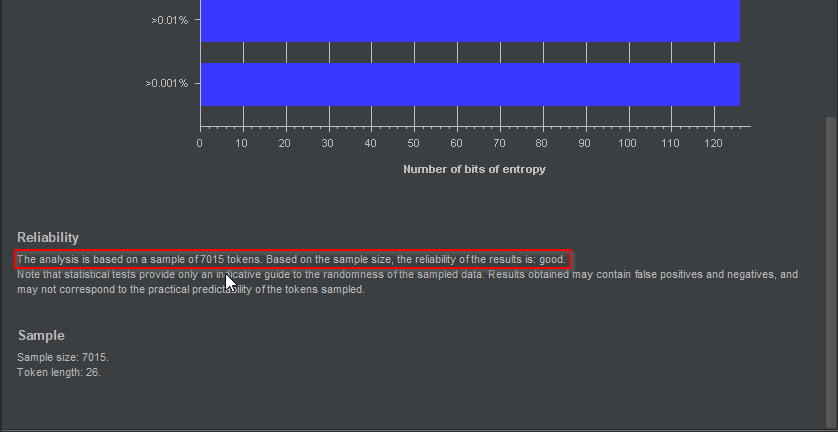 >0.01%
>0.001%
0 10 20 30 40 50 60 70 80 90 100 110 120
Number of bits of entropy
Reliability
The analysis is based on a sample of 7015 tokens. Based on the sample size, the reliability of the results is: good.
Note that statistical tests provide only an indicative guide to the randomness of the sampled data. Results obtained may contain false positives and negatives, and
may not correspond to the practical predictability of the tokens sampled.
Sample
Sample size: 7015.
Token length: 26.